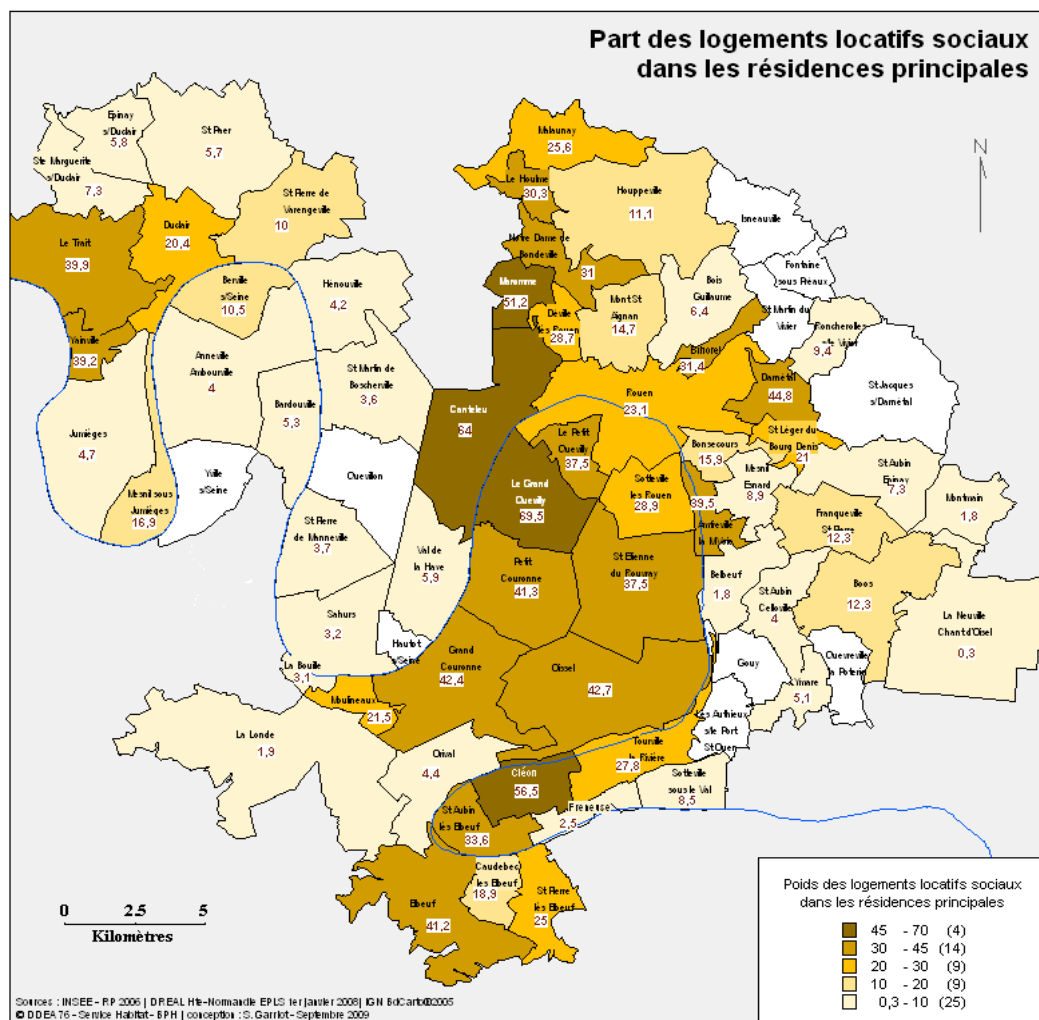 Part des logements locatifs sociaux
dans les résidences principales
N
Epinay
s/Duclair
5,8
St Paer
5,7
Ste Marguerite
s/Duclair
7,3
St Pierre de
Varengeville
10
Duclair
20,4
Le Trait
39,9
Yainville
39,2
Berville
s/Seine
10,5
Hénouville
4,2
Anneville
Ambourville
4
Bardouville
5,3
St Martin de
Boscherville
3,6
Jumièges
4,7
Mesnil sous
Jumièges
16,9
Yville
s/Seine
Quevillon
St Pierre
de Manneville
3,7
Val de
la Haye
5,9
Sahurs
3,2
Hautot
s/Seine
La Bouille
3,1
Moulineaux
21,5
La Londe
1,9
Malaunay
25,6
Le Houlme
30,3
Houppeville
11,1
Isneauville
Notre Dame de
Bondeville
31
Maromme
51,2
Déville
lès Rouen
28,7
Mont St
Aignan
14,7
Bois
Guillaume
6,4
Fontaine
sous Préaux
St Martin du
Vivier
Roncherolles
s/le Vivier
9,4
Bihorel
31,4
Darnétal
44,8
St Jacques
s/Darnétal
Canteleu
64
Rouen
23,1
Le Petit
Quevilly
37,5
Le Grand
Quevilly
69,5
Sotteville
lès Rouen
28,9
Bonsecours
15,9
St Léger du
Bourg Denis
21
Mesnil
Esnard
8,9
St Aubin
Epinay
7,3
Montmain
1,8
39,5
Amfreville
la Mivoie
Franqueville
St Pierre
12,3
Petit
Couronne
41,3
St Etienne
du Rouvray
37,5
Belbeuf
1,8
St Aubin
Celloville
4
Boos
12,3
La Neuville
Chant d'Oisel
0,3
Grand
Couronne
42,4
Oissel
42,7
Gouy
Ymare
5,1
Quevreville
la Poterie
Les Authieux
s/le Port
St Ouen
Orival
4,4
Tourville
la Rivière
27,8
Cléon
56,5
Sotteville
sous le Val
8,5
Freneuse
2,5
St Aubin
lès Elbeuf
33,6
Elbeuf
41,2
Caudebec
lès Elbeuf
18,9
St Pierre
lès Elbeuf
25
0 2,5 5
Kilomètres
Poids des logements locatifs sociaux
dans les résidences principales
45 - 70 (4)
30 - 45 (14)
20 - 30 (9)
10 - 20 (9)
0,3 - 10 (25)
Sources : INSEE - RP 2006 | DREAL Hte-Normandie EPLS 1er janvier 2008 | IGN BdCarto®2005
© DDEA 76 - Service Habitat - BPH | conception : S. Garriot - Septembre 2009